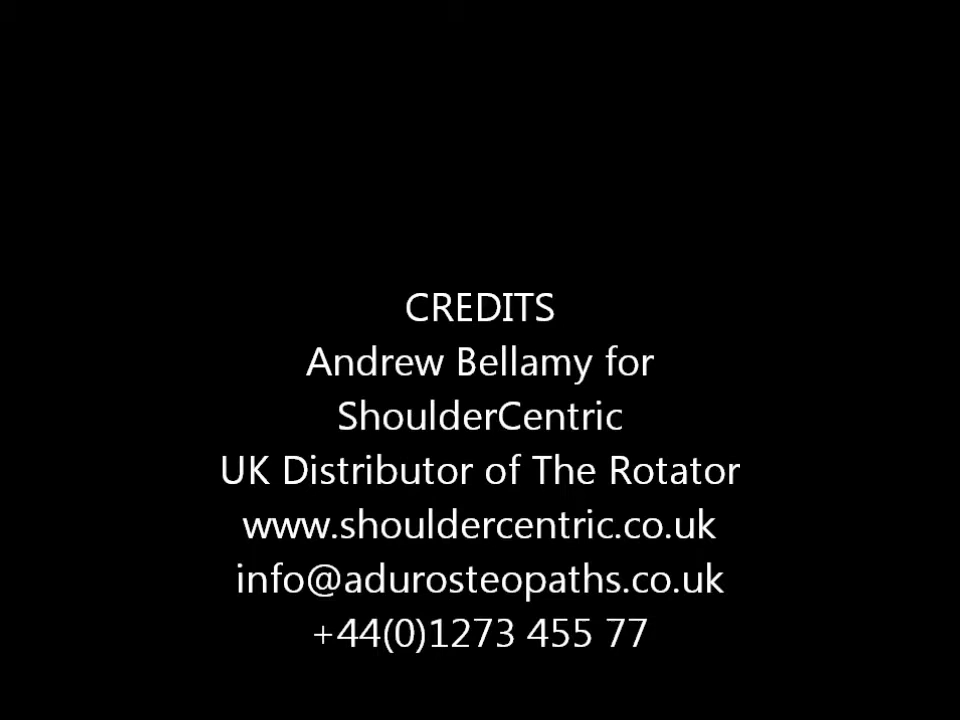 CREDITS
Andrew Bellamy for
ShoulderCentric
UK Distributor of The Rotator
www.shouldercentric.co.uk
info@adurosteopaths.co.uk
+44(0)1273 455 77